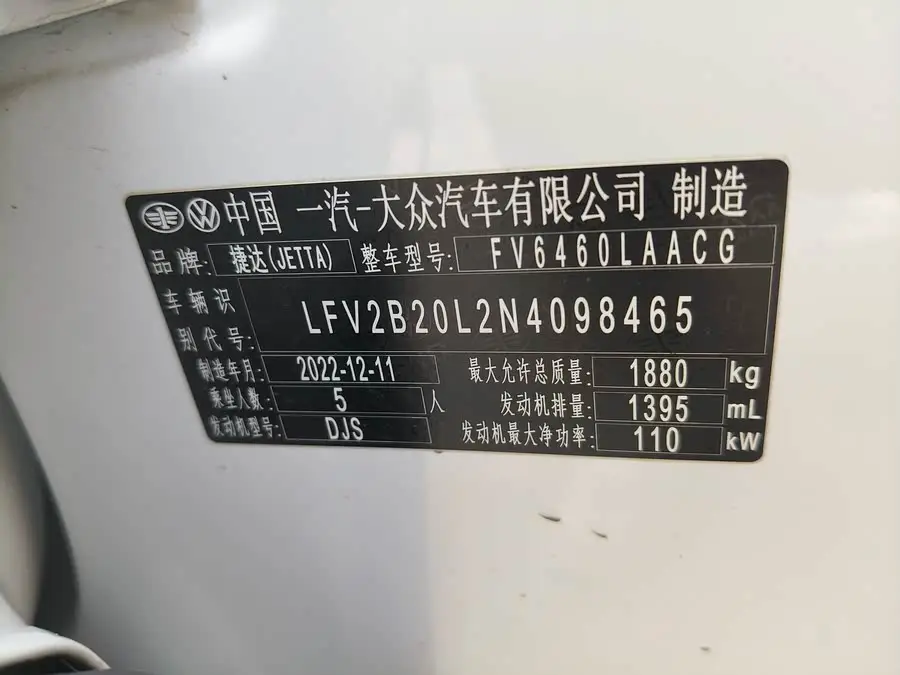 中国 一汽-大众汽车有限公司 制造
品牌: 捷达(JETTA) 整车型号: FV6460LAACG
车辆识别代号: LFV2B20L2N4098465
制造年月: 2022-12-11 最大允许总质量: 1880 kg
乘坐人数: 5 人 发动机排量: 1395 mL
发动机型号: DJS 发动机最大净功率: 110 kW